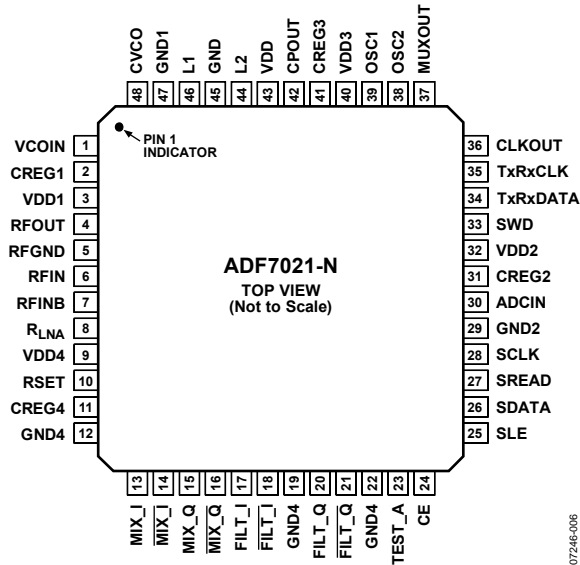 CVCO
GND1
L1
GND
L2
VDD
CPOUT
CREG3
VDD3
OSC1
OSC2
MUXOUT
48
47
46
45
44
43
42
41
40
39
38
37
PIN 1
INDICATOR
VCOIN 1
CREG1 2
VDD1 3
RFOUT 4
RFGND 5
RFIN 6
RFINB 7
RLNA 8
VDD4 9
RSET 10
CREG4 11
GND4 12
ADF7021-N
TOP VIEW
(Not to Scale)
36 CLKOUT
35 TxRxCLK
34 TxRxDATA
33 SWD
32 VDD2
31 CREG2
30 ADCIN
29 GND2
28 SCLK
27 SREAD
26 SDATA
25 SLE
13
14
15
16
17
18
19
20
21
22
23
24
MIX_I
M̅I̅X̅_̅I̅
MIX_Q
M̅I̅X̅_̅Q̅
FILT_I
F̅I̅L̅T̅_̅I̅
GND4
FILT_Q
F̅I̅L̅T̅_̅Q̅
GND4
TEST_A
CE
07246-006